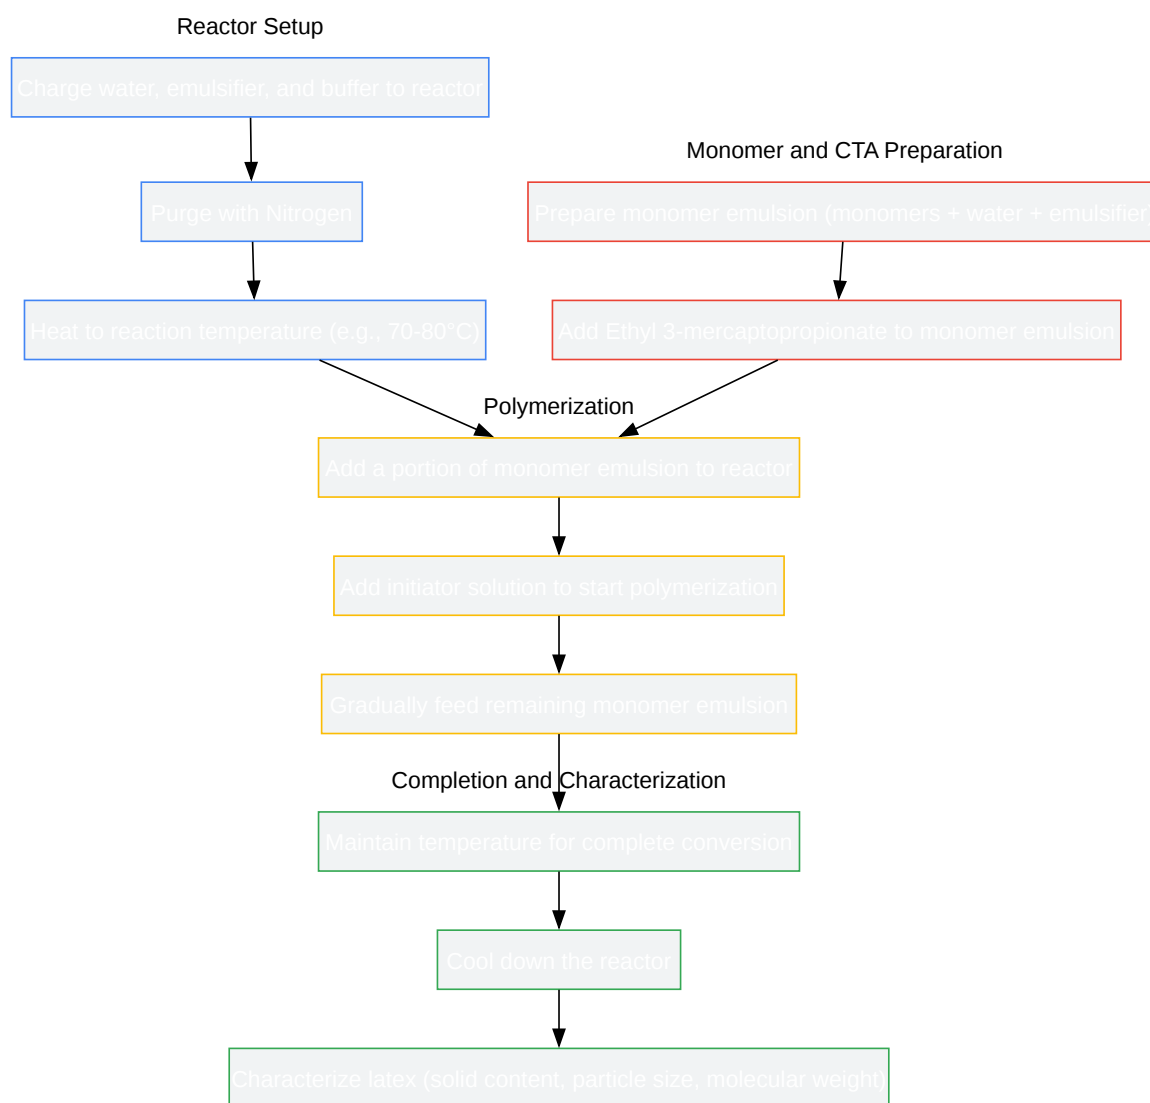 Reactor Setup
Charge water, emulsifier, and buffer to reactor
Purge with Nitrogen
Heat to reaction temperature (e.g., 70-80°C)
Monomer and CTA Preparation
Prepare monomer emulsion (monomers + water + emulsifier)
Add Ethyl 3-mercaptopropionate to monomer emulsion
Polymerization
Add a portion of monomer emulsion to reactor
Add initiator solution to start polymerization
Gradually feed remaining monomer emulsion
Completion and Characterization
Maintain temperature for complete conversion
Cool down the reactor
Characterize latex (solid content, particle size, molecular weight)